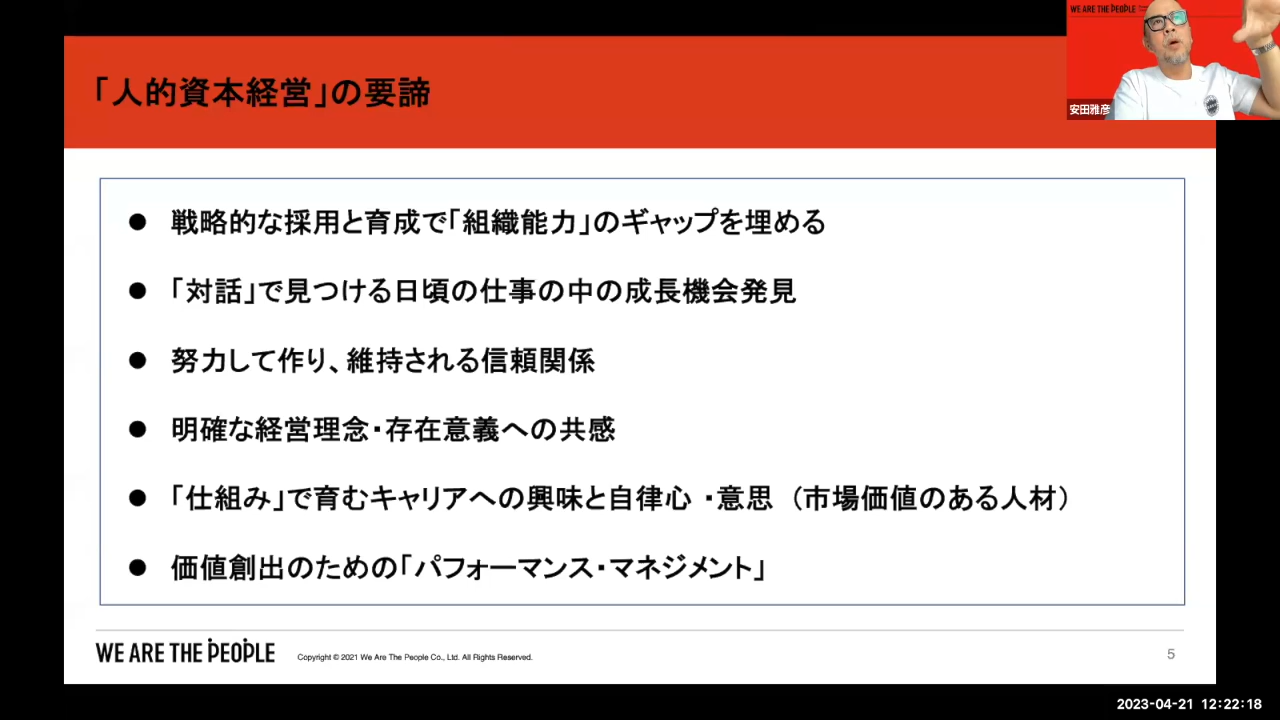 WE ARE THE PEOPLE
安田雅彦
「人的資本経営」の要諦
● 戦略的な採用と育成で「組織能力」のギャップを埋める
● 「対話」で見つける日頃の仕事の中の成長機会発見
● 努力して作り、維持される信頼関係
● 明確な経営理念・存在意義への共感
● 「仕組み」で育むキャリアへの興味と自律心 ・意思 （市場価値のある人材）
● 価値創出のための「パフォーマンス・マネジメント」
WE ARE THE PEOPLE
Copyright © 2021 We Are The People Co., Ltd. All Rights Reserved.
5
2023-04-21 12:22:18